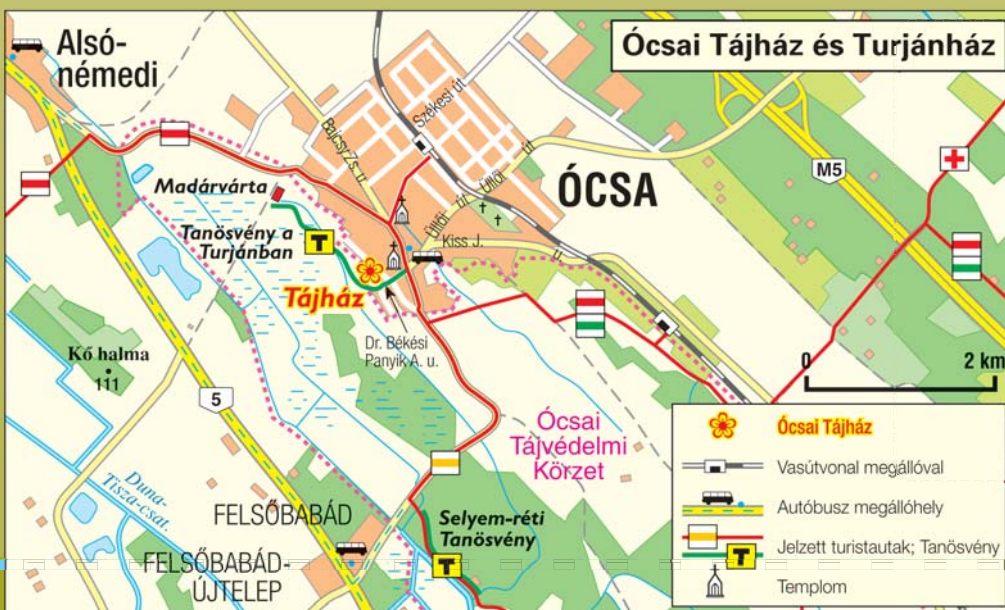 Ócsai Tájház és Turjánház
Alsó-
némedi
Székesi út
Bajcsy Zs. u.
Üllői út
M5
Madárvárta
ÓCSA
Üllői út
Tanösvény a
Turjánban
T
Kiss J.
u.
Tájház
Dr. Békési
Panyik A. u.
Kő halma
111
0 2 km
5
Ócsai
Tájvédelmi
Körzet
Duna-
Tisza-csat.
FELSŐBABÁD
Selyem-réti
Tanösvény
T
FELSŐBABÁD-
ÚJTELEP
Ócsai Tájház
Vasútvonal megállóval
Autóbusz megállóhely
Jelzett turistautak; Tanösvény
T
Templom